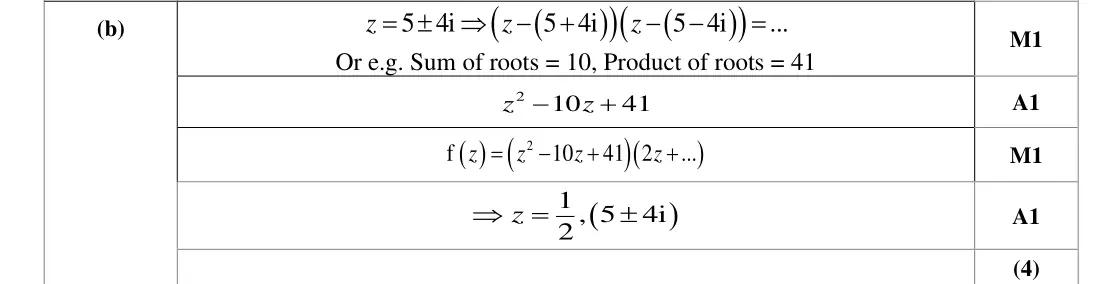 (b)
z = 5 ± 4i ⇒ (z − (5 + 4i))(z − (5 − 4i)) = ...
M1
Or e.g. Sum of roots = 10, Product of roots = 41
z² − 10z + 41
A1
f(z) = (z² − 10z + 41)(2z + ...)
M1
⇒ z = 1/2, (5 ± 4i)
A1
(4)